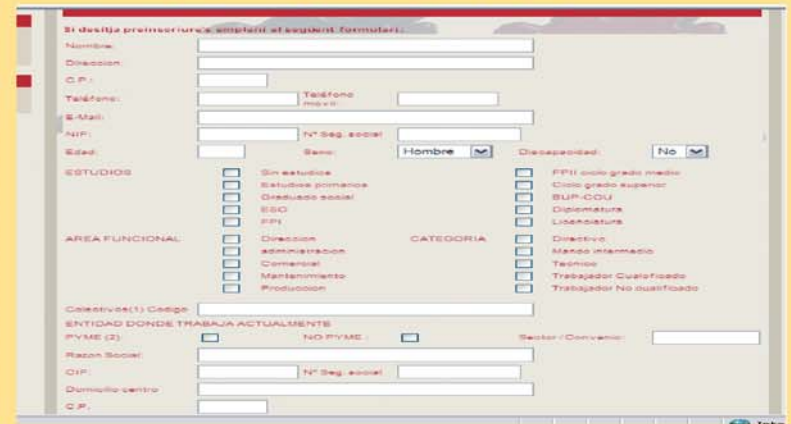 Si desitja preinscriure's empleni el seguent formulari:
Nombre:
Direccion:
C.P.:
Teléfono: Teléfono movil:
E-Mail:
NIF: Nº Seg. social
Edad: Sexo: Hombre Discapacidad: No
ESTUDIOS Sin estudios FPII ciclo grado medio
Estudios primarios Ciclo grado superior
Graduado social BUP-COU
ESO Diplomatura
FPI Licenciatura
AREA FUNCIONAL Direccion CATEGORIA Directivo
administracion Mando intermedio
Comercial Tecnico
Mantenimiento Trabajador Cualificado
Produccion Trabajador No cualificado
Colectivos(1) Codigo
ENTIDAD DONDE TRABAJA ACTUALMENTE
PYME (2): NO PYME : Sector / Convenio:
Razon Social:
CIF: Nº Seg. social
Domicilio centro
C.P.